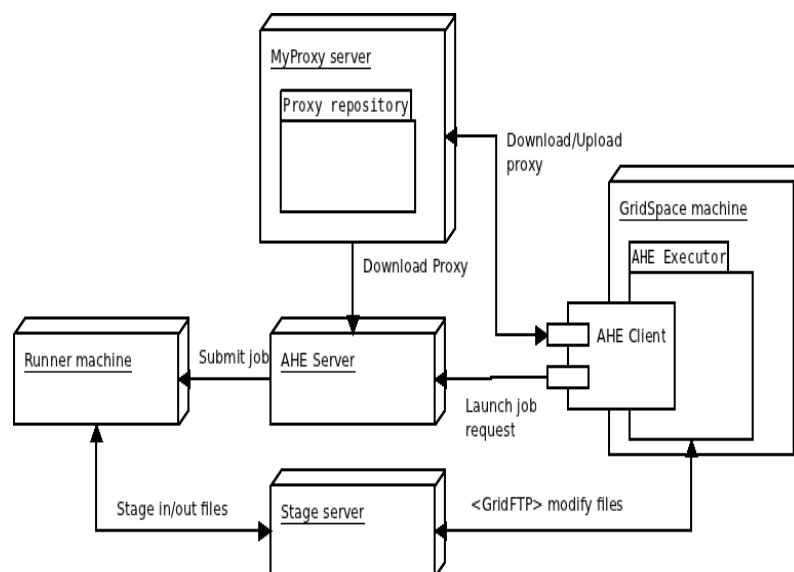 MyProxy server
Proxy repository
Download/Upload
proxy
GridSpace machine
AHE Executor
Download Proxy
AHE Client
Runner machine
Submit job
AHE Server
Launch job
request
Stage in/out files
Stage server
<GridFTP> modify files